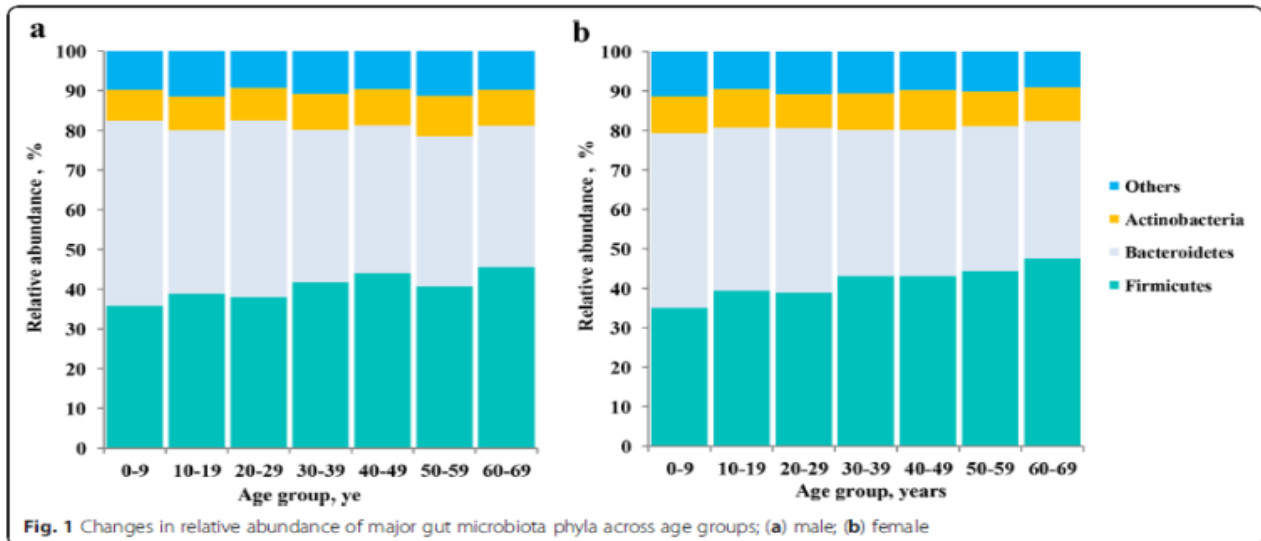 a
Relative abundance , %
100
90
80
70
60
50
40
30
20
10
0
0-9 10-19 20-29 30-39 40-49 50-59 60-69
Age group, ye
b
Relative abundance , %
100
90
80
70
60
50
40
30
20
10
0
0-9 10-19 20-29 30-39 40-49 50-59 60-69
Age group, years
Others
Actinobacteria
Bacteroidetes
Firmicutes
Fig. 1 Changes in relative abundance of major gut microbiota phyla across age groups; (a) male; (b) female